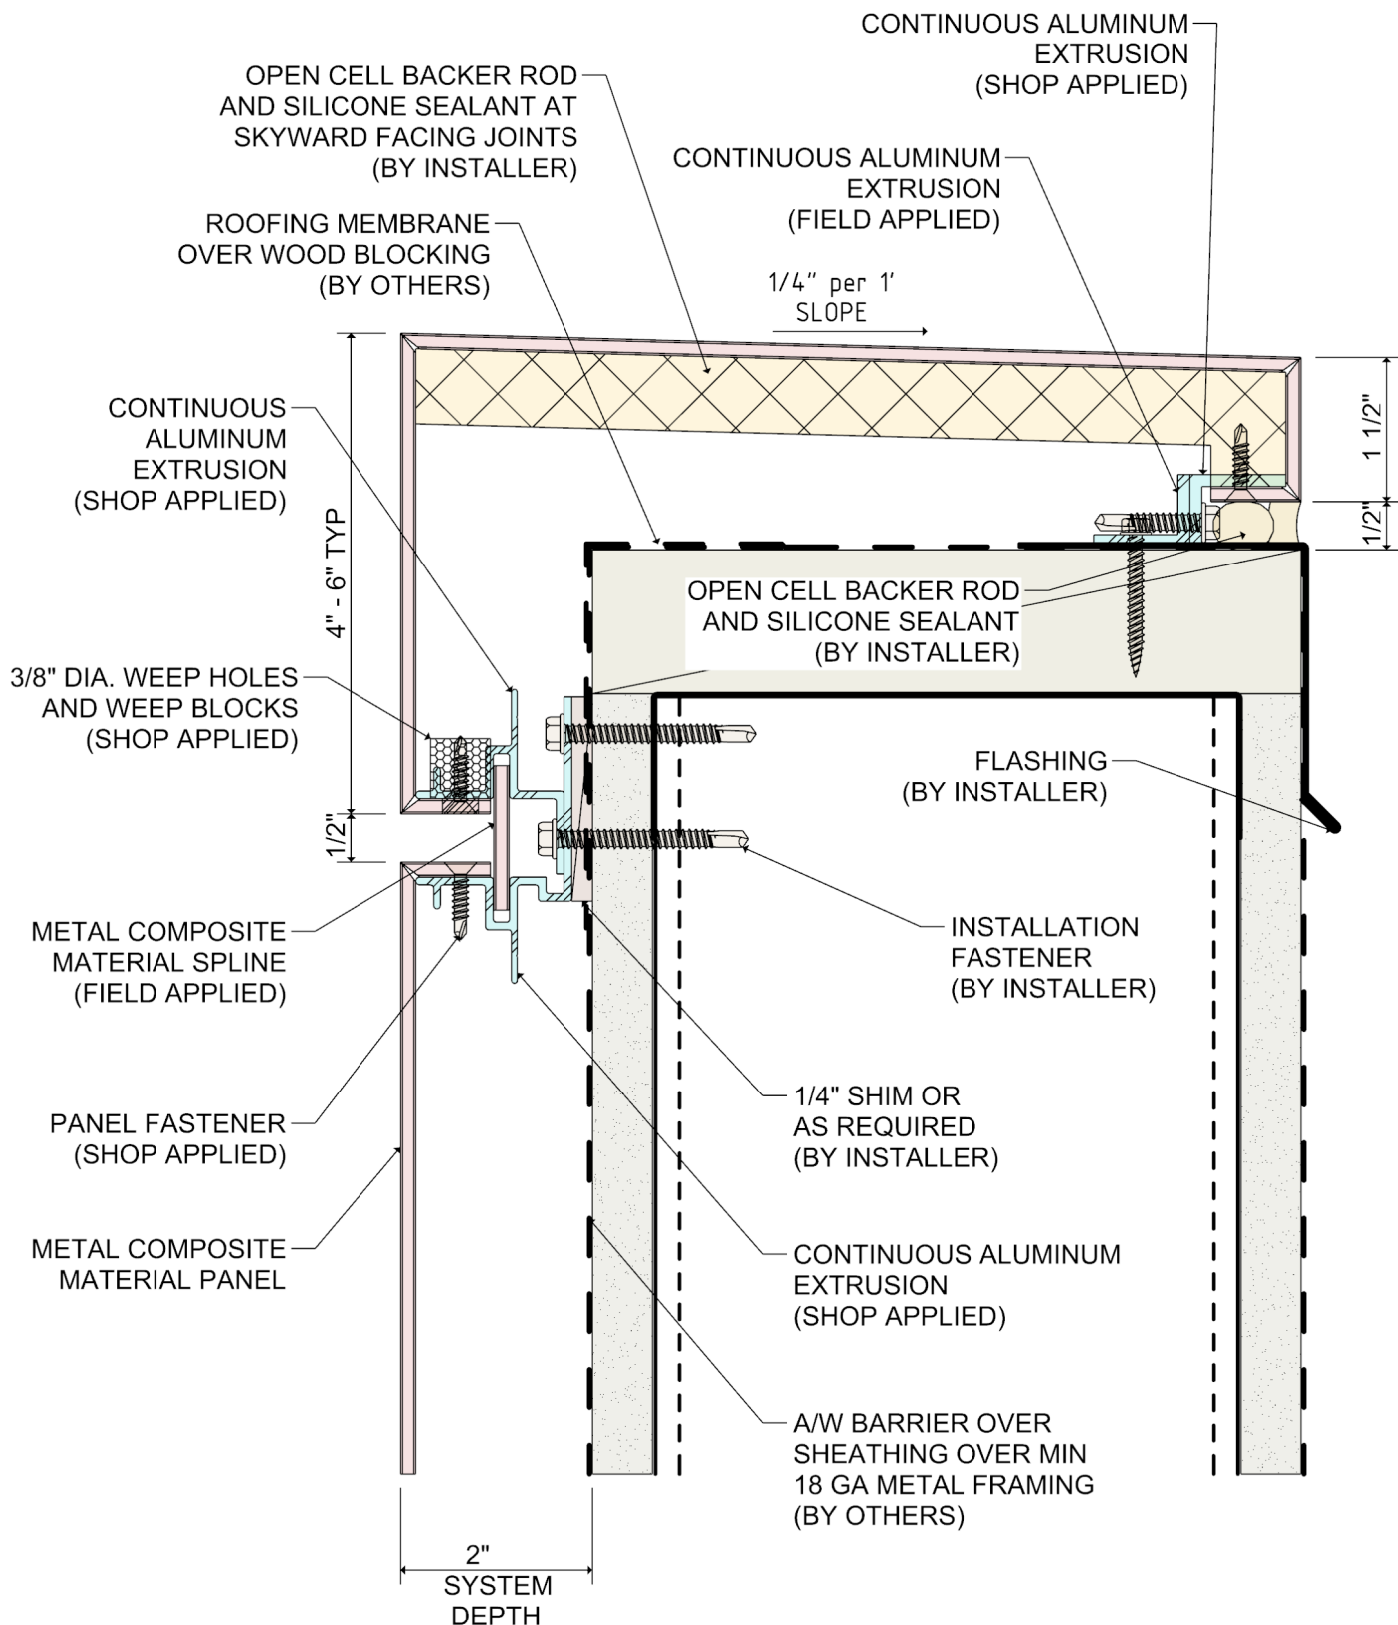 CONTINUOUS ALUMINUM
EXTRUSION
(SHOP APPLIED)
OPEN CELL BACKER ROD
AND SILICONE SEALANT AT
SKYWARD FACING JOINTS
(BY INSTALLER)
CONTINUOUS ALUMINUM
EXTRUSION
(FIELD APPLIED)
ROOFING MEMBRANE
OVER WOOD BLOCKING
(BY OTHERS)
1/4" per 1'
SLOPE
CONTINUOUS
ALUMINUM
EXTRUSION
(SHOP APPLIED)
4" - 6" TYP
1 1/2"
1/2"
OPEN CELL BACKER ROD
AND SILICONE SEALANT
(BY INSTALLER)
3/8" DIA. WEEP HOLES
AND WEEP BLOCKS
(SHOP APPLIED)
FLASHING
(BY INSTALLER)
1/2"
METAL COMPOSITE
MATERIAL SPLINE
(FIELD APPLIED)
INSTALLATION
FASTENER
(BY INSTALLER)
PANEL FASTENER
(SHOP APPLIED)
1/4" SHIM OR
AS REQUIRED
(BY INSTALLER)
METAL COMPOSITE
MATERIAL PANEL
CONTINUOUS ALUMINUM
EXTRUSION
(SHOP APPLIED)
A/W BARRIER OVER
SHEATHING OVER MIN
18 GA METAL FRAMING
(BY OTHERS)
2"
SYSTEM
DEPTH